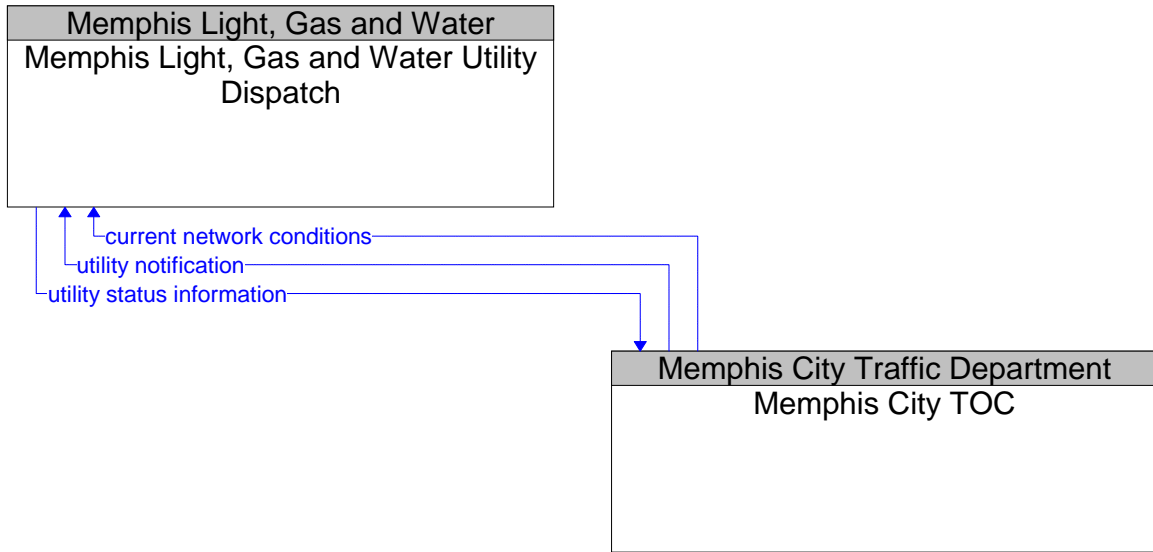 Memphis Light, Gas and Water
Memphis Light, Gas and Water Utility
Dispatch
current network conditions
utility notification
utility status information
Memphis City Traffic Department
Memphis City TOC